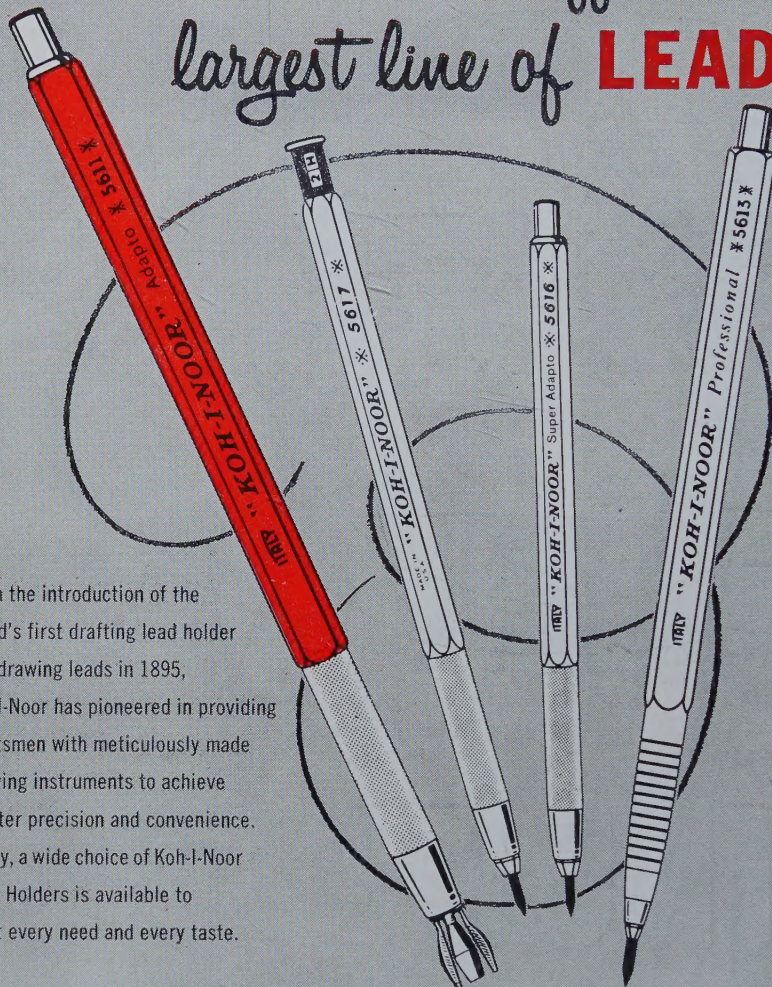 largest line of LEAD
"KOH-I-NOOR" Adapto ※ 5611 ※
ITALY
2H
"KOH-I-NOOR" ※ 5617 ※
MADE IN
U.S.A.
ITALY "KOH-I-NOOR" Super Adapto ※ 5616 ※
ITALY "KOH-I-NOOR" Professional ※5613※
the introduction of the
d's first drafting lead holder
drawing leads in 1895,
I-Noor has pioneered in providing
tsmen with meticulously made
ing instruments to achieve
ter precision and convenience.
y, a wide choice of Koh-I-Noor
Holders is available to
every need and every taste.